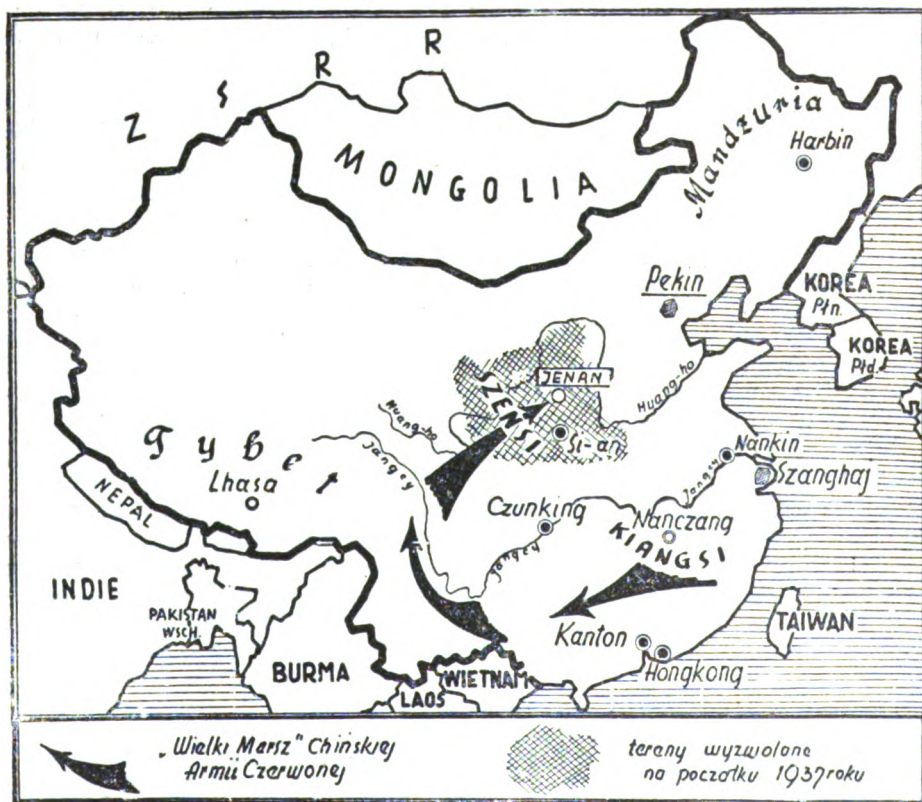 Z S R R
MONGOLIA
Mandżuria
Harbin
Pekin
KOREA
Płn.
KOREA
Płd.
JENAN
SZENSI
Huang-ho
Huang-ho
Si-an
Tybet
Jangcy
Lhasa
NEPAL
Nankin
Jangcy
Szanghaj
Czunking
Nanczang
KIANGSI
Jangcy
INDIE
PAKISTAN
WSCH.
BURMA
Kanton
Hongkong
TAIWAN
WIETNAM
LAOS
„Wielki Marsz" Chińskiej
Armii Czerwonej
tereny wyzwolone
na początku 1937 roku